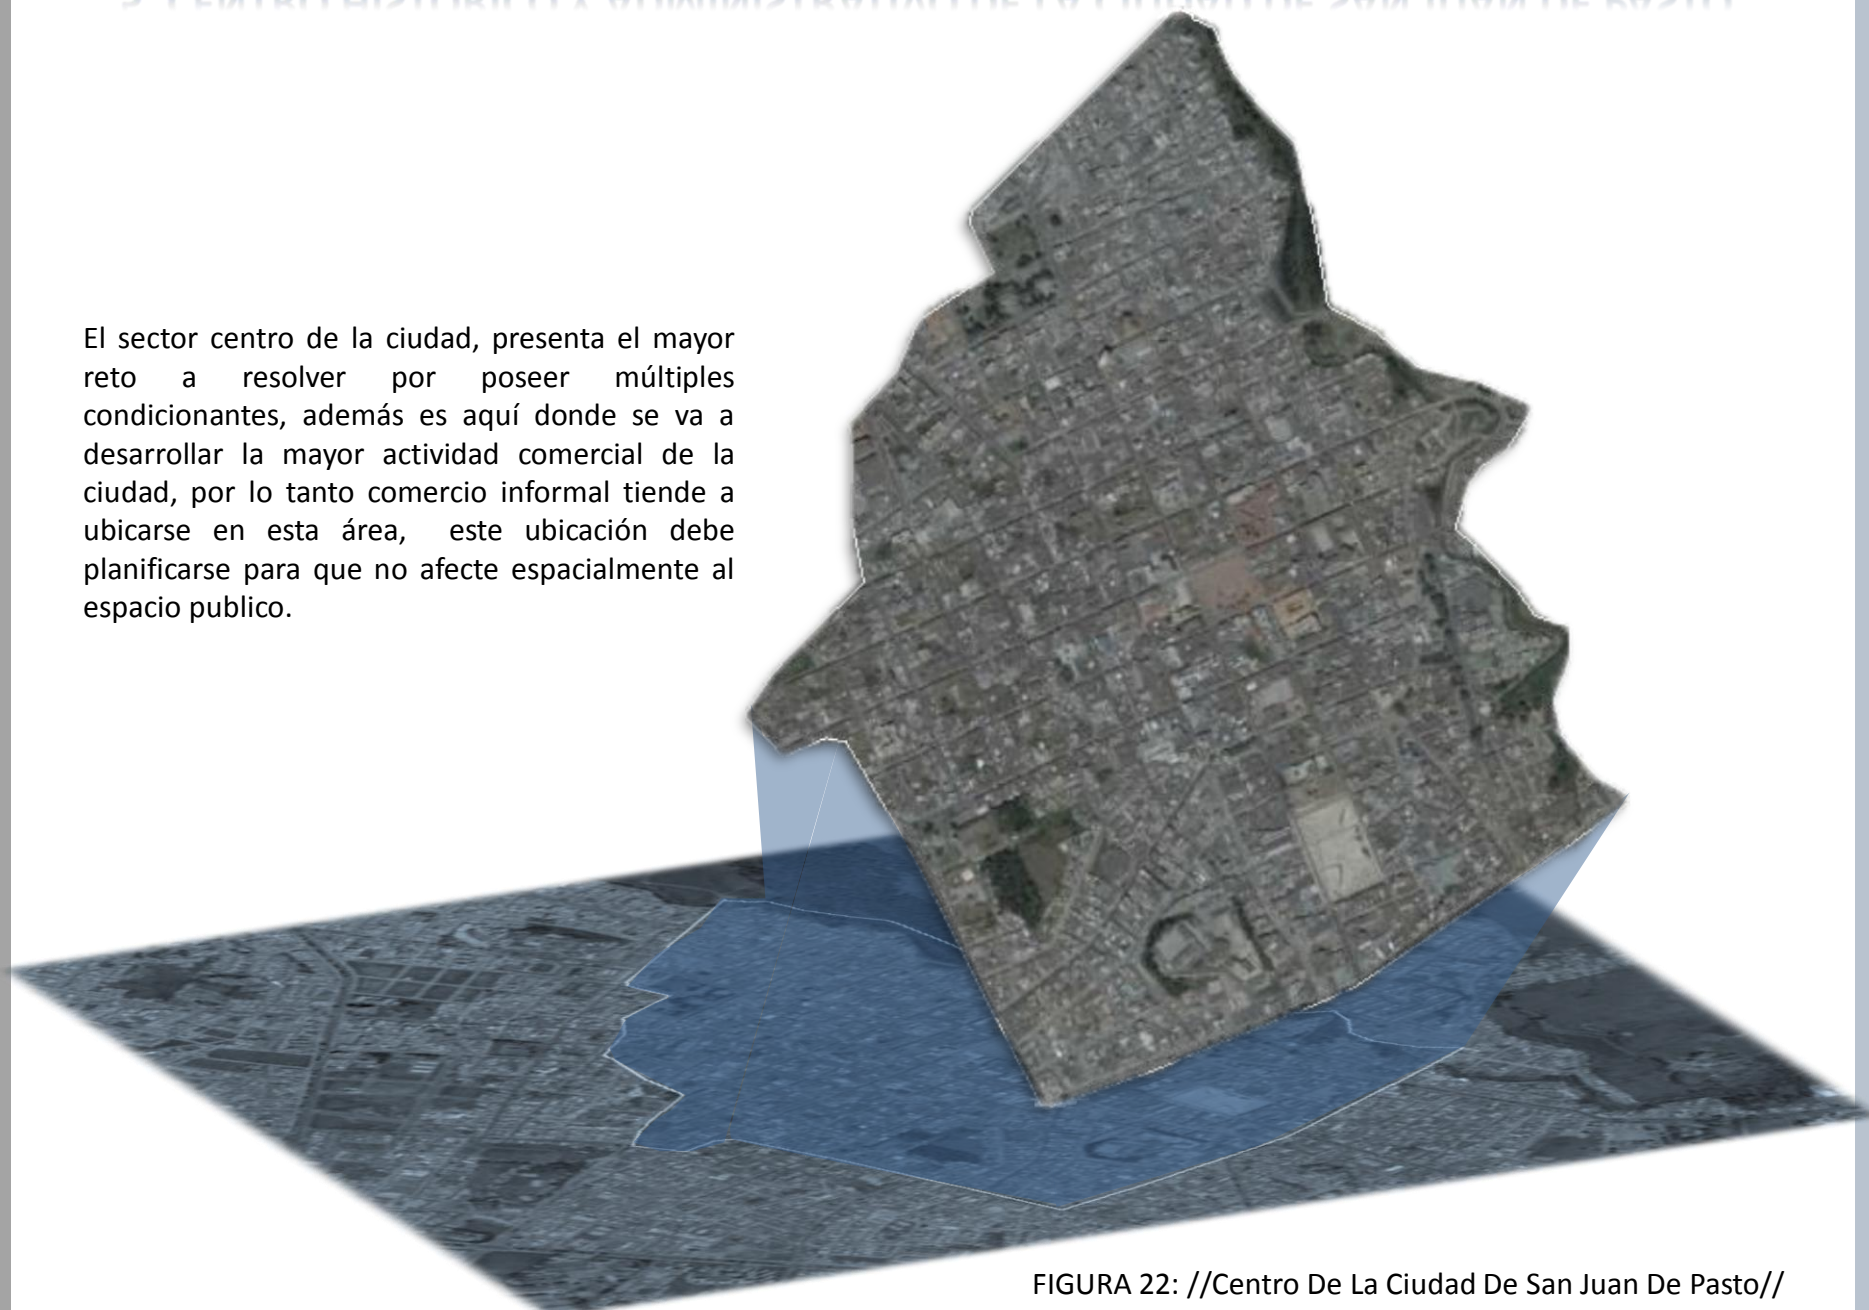 El sector centro de la ciudad, presenta el mayor
reto a resolver por poseer múltiples
condicionantes, además es aquí donde se va a
desarrollar la mayor actividad comercial de la
ciudad, por lo tanto comercio informal tiende a
ubicarse en esta área, este ubicación debe
planificarse para que no afecte espacialmente al
espacio publico.
FIGURA 22: //Centro De La Ciudad De San Juan De Pasto//